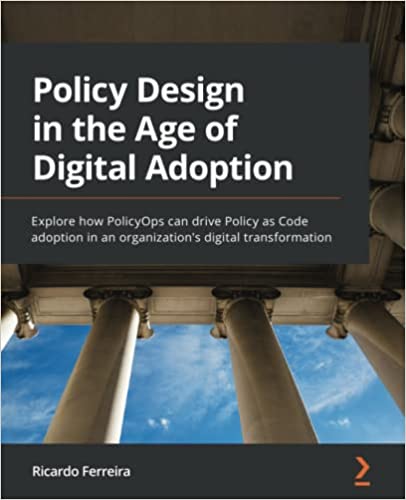 Policy Design
in the Age of
Digital Adoption
Explore how PolicyOps can drive Policy as Code
adoption in an organization's digital transformation
Ricardo Ferreira